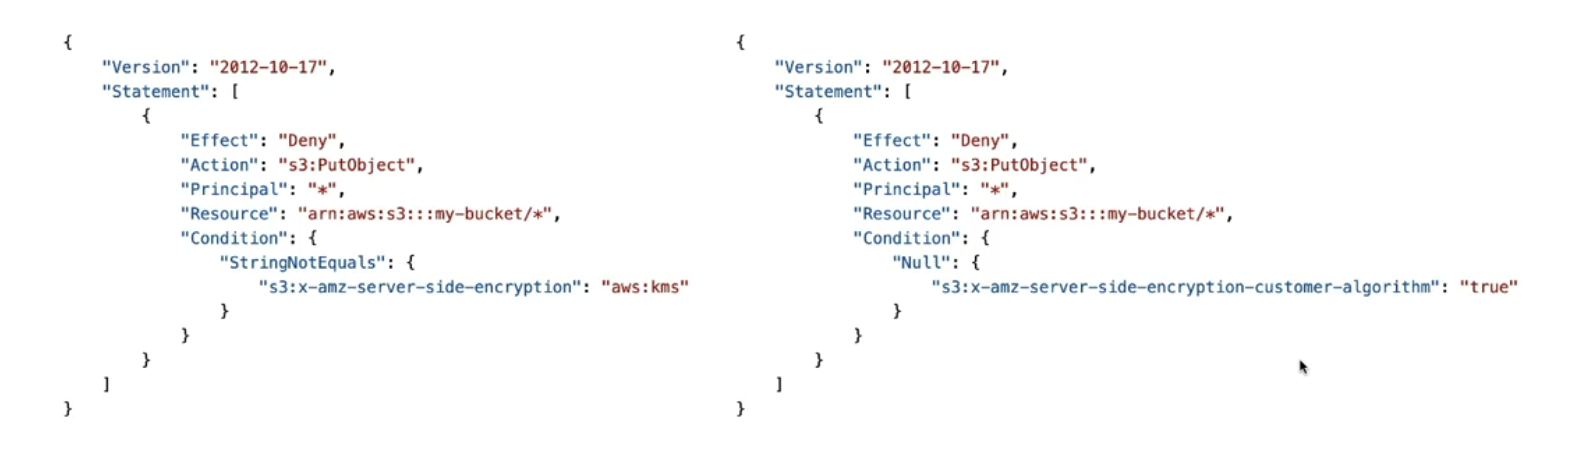 {
    "Version": "2012-10-17",
    "Statement": [
        {
            "Effect": "Deny",
            "Action": "s3:PutObject",
            "Principal": "*",
            "Resource": "arn:aws:s3:::my-bucket/*",
            "Condition": {
                "StringNotEquals": {
                    "s3:x-amz-server-side-encryption": "aws:kms"
                }
            }
        }
    ]
}
{
    "Version": "2012-10-17",
    "Statement": [
        {
            "Effect": "Deny",
            "Action": "s3:PutObject",
            "Principal": "*",
            "Resource": "arn:aws:s3:::my-bucket/*",
            "Condition": {
                "Null": {
                    "s3:x-amz-server-side-encryption-customer-algorithm": "true"
                }
            }
        }
    ]
}